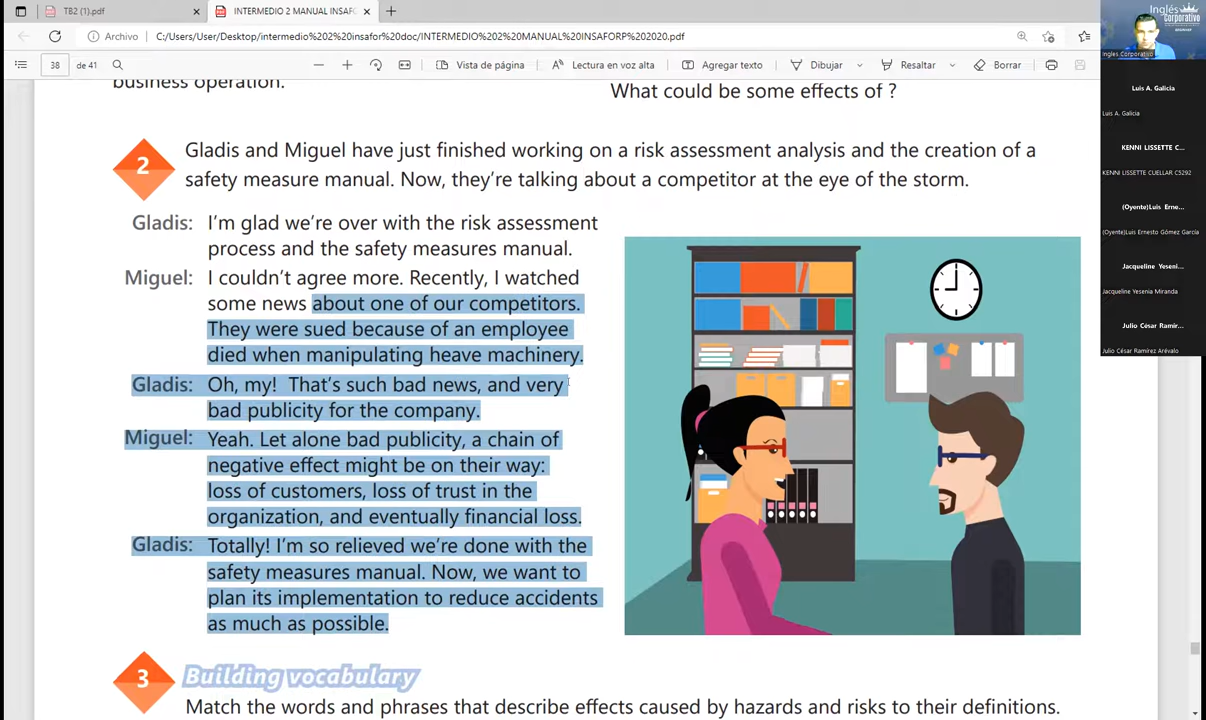 TB2 (1).pdf
INTERMEDIO 2 MANUAL INSAFOR
Archivo
C:/Users/User/Desktop/intermedio%202%20insafor%20doc/INTERMEDIO%202%20MANUAL%20INSAFORP%202020.pdf
38 de 41
Vista de página
Lectura en voz alta
Agregar texto
Dibujar
Resaltar
Borrar
business operation.
What could be some effects of ?
2
Gladis and Miguel have just finished working on a risk assessment analysis and the creation of a
safety measure manual. Now, they're talking about a competitor at the eye of the storm.
Gladis: I'm glad we're over with the risk assessment
process and the safety measures manual.
Miguel: I couldn't agree more. Recently, I watched
some news about one of our competitors.
They were sued because of an employee
died when manipulating heave machinery.
Gladis: Oh, my! That's such bad news, and very
bad publicity for the company.
Miguel: Yeah. Let alone bad publicity, a chain of
negative effect might be on their way:
loss of customers, loss of trust in the
organization, and eventually financial loss.
Gladis: Totally! I'm so relieved we're done with the
safety measures manual. Now, we want to
plan its implementation to reduce accidents
as much as possible.
3
Building vocabulary
Match the words and phrases that describe effects caused by hazards and risks to their definitions.
Inglés
Corporativo
Inglés Corporativo
Luis A. Galicia
Luis A. Galicia
KENNI LISSETTE C...
KENNI LISSETTE CUELLAR C5292
(Oyente)Luis Erne...
(Oyente)Luis Ernesto Gómez García
Jacqueline Yeseni...
Jacqueline Yesenia Miranda
Julio César Ramír...
Julio César Ramírez Arévalo